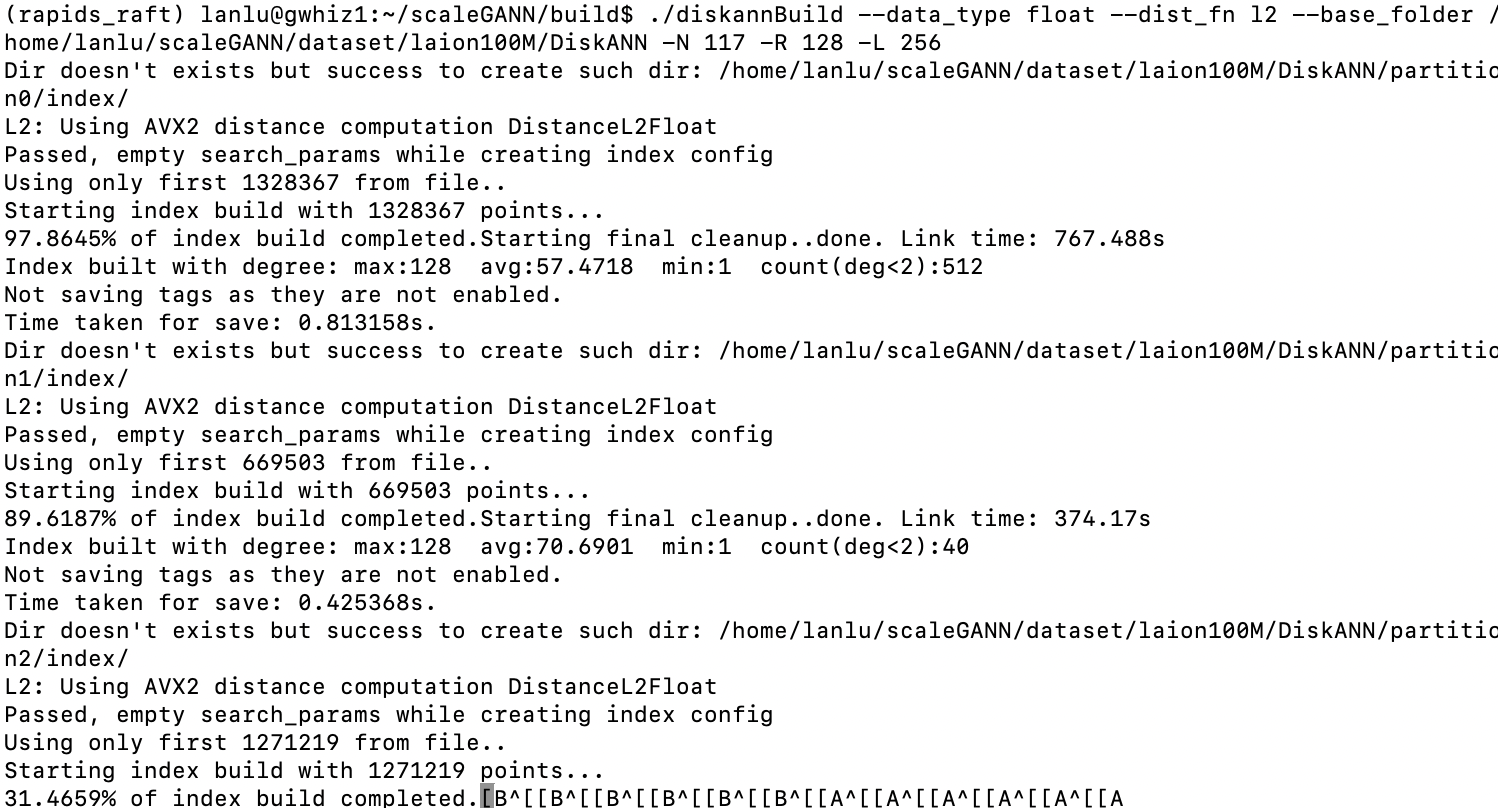 (rapids_raft) lanlu@gwhiz1:~/scaleGANN/build$ ./diskannBuild --data_type float --dist_fn l2 --base_folder /
home/lanlu/scaleGANN/dataset/laion100M/DiskANN –N 117 –R 128 –L 256
Dir doesn't exists but success to create such dir: /home/lanlu/scaleGANN/dataset/laion100M/DiskANN/partitio
n0/index/
L2: Using AVX2 distance computation DistanceL2Float
Passed, empty search_params while creating index config
Using only first 1328367 from file..
Starting index build with 1328367 points...
97.8645% of index build completed.Starting final cleanup..done. Link time: 767.488s
Index built with degree: max:128  avg:57.4718  min:1  count(deg<2):512
Not saving tags as they are not enabled.
Time taken for save: 0.813158s.
Dir doesn't exists but success to create such dir: /home/lanlu/scaleGANN/dataset/laion100M/DiskANN/partitio
n1/index/
L2: Using AVX2 distance computation DistanceL2Float
Passed, empty search_params while creating index config
Using only first 669503 from file..
Starting index build with 669503 points...
89.6187% of index build completed.Starting final cleanup..done. Link time: 374.17s
Index built with degree: max:128  avg:70.6901  min:1  count(deg<2):40
Not saving tags as they are not enabled.
Time taken for save: 0.425368s.
Dir doesn't exists but success to create such dir: /home/lanlu/scaleGANN/dataset/laion100M/DiskANN/partitio
n2/index/
L2: Using AVX2 distance computation DistanceL2Float
Passed, empty search_params while creating index config
Using only first 1271219 from file..
Starting index build with 1271219 points...
31.4659% of index build completed.[B^[[B^[[B^[[B^[[B^[[B^[[A^[[A^[[A^[[A^[[A^[[A